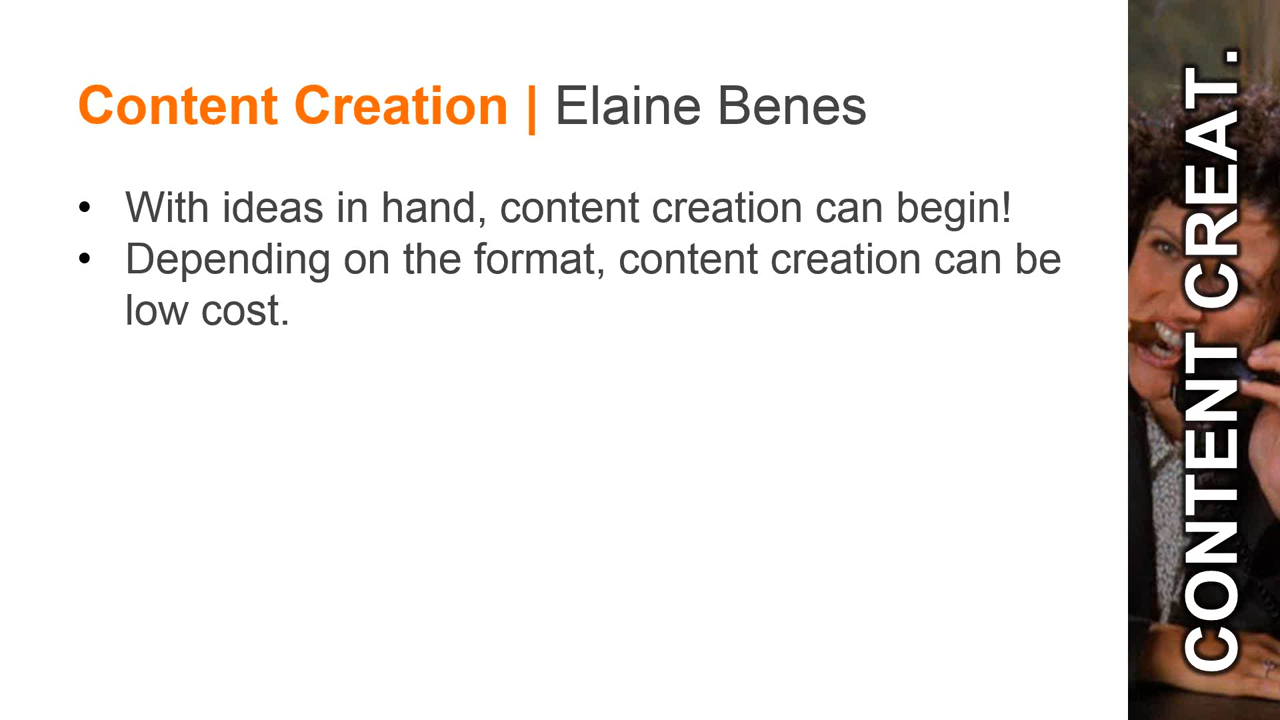 Content Creation | Elaine Benes
• With ideas in hand, content creation can begin!
• Depending on the format, content creation can be
low cost.
CONTENT CREAT.